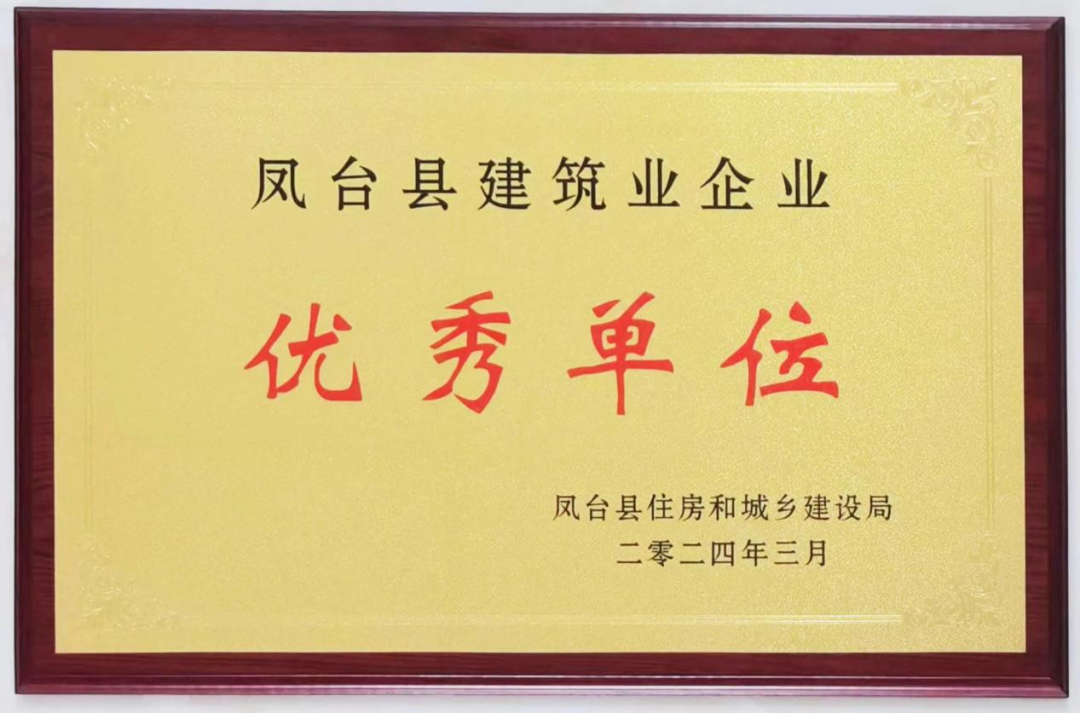 凤台县建筑业企业
优秀单位
凤台县住房和城乡建设局
二零二四年三月